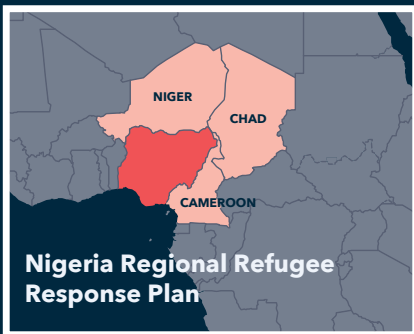 NIGER
CHAD
CAMEROON
Nigeria Regional Refugee
Response Plan